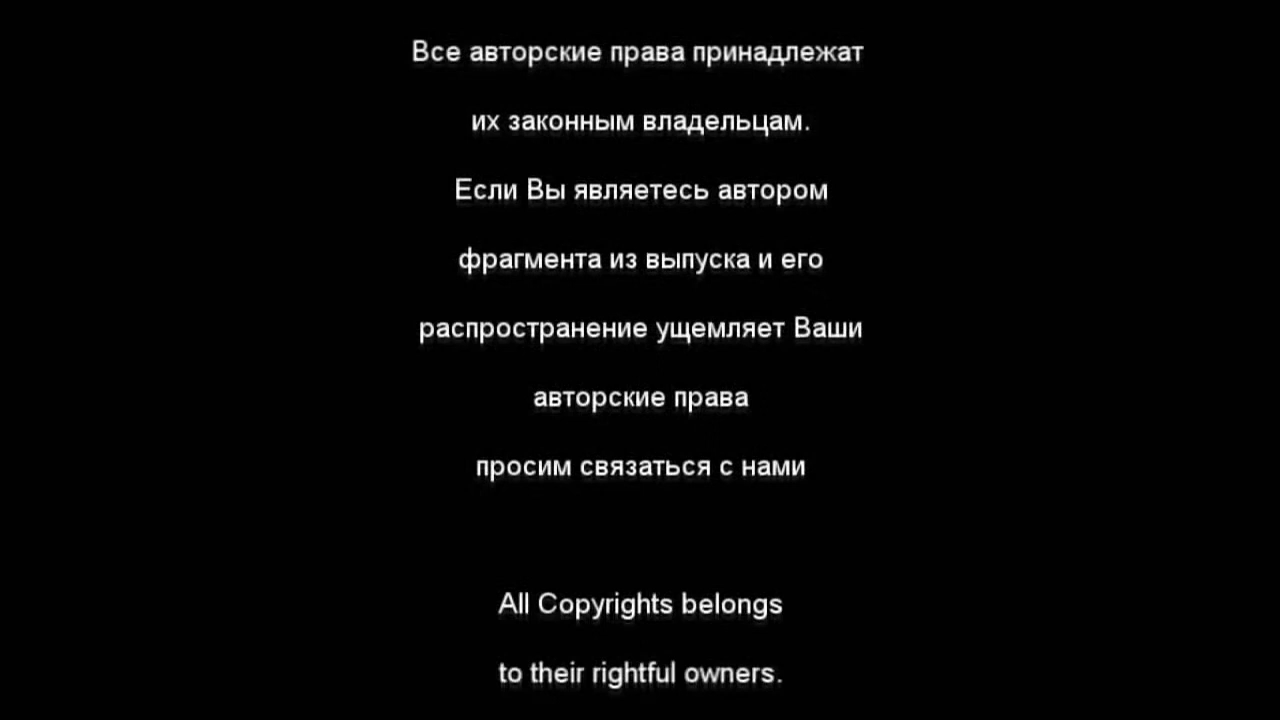 Все авторские права принадлежат
их законным владельцам.
Если Вы являетесь автором
фрагмента из выпуска и его
распространение ущемляет Ваши
авторские права
просим связаться с нами
All Copyrights belongs
to their rightful owners.